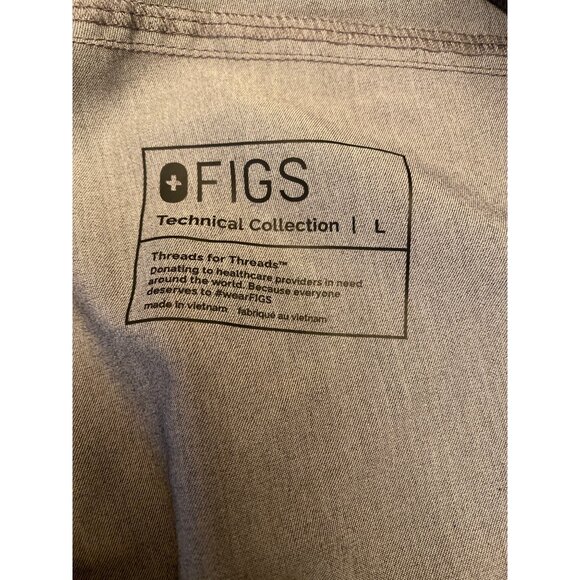 FIGS
Technical Collection | L
Threads for Threads™
Donating to healthcare providers in need
around the world. Because everyone
deserves to #wearFIGS
made in vietnam fabriqué au vietnam